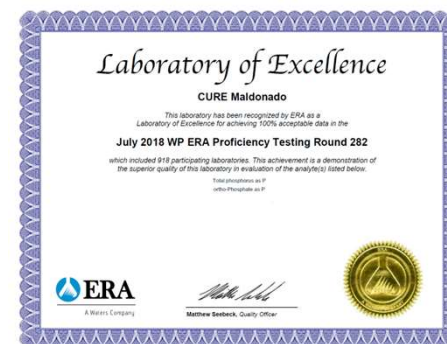 Laboratory of Excellence
CURE Maldonado
This laboratory has been recognized by ERA as a
Laboratory of Excellence for achieving 100% acceptable data in the
July 2018 WP ERA Proficiency Testing Round 282
which included 918 participating laboratories. This achievement is a demonstration of
the superior quality of this laboratory in evaluation of the analyte(s) listed below.
Total phosphorus as P
ortho-Phosphate as P
ERA
A Waters Company
Matthew Seebeck, Quality Officer